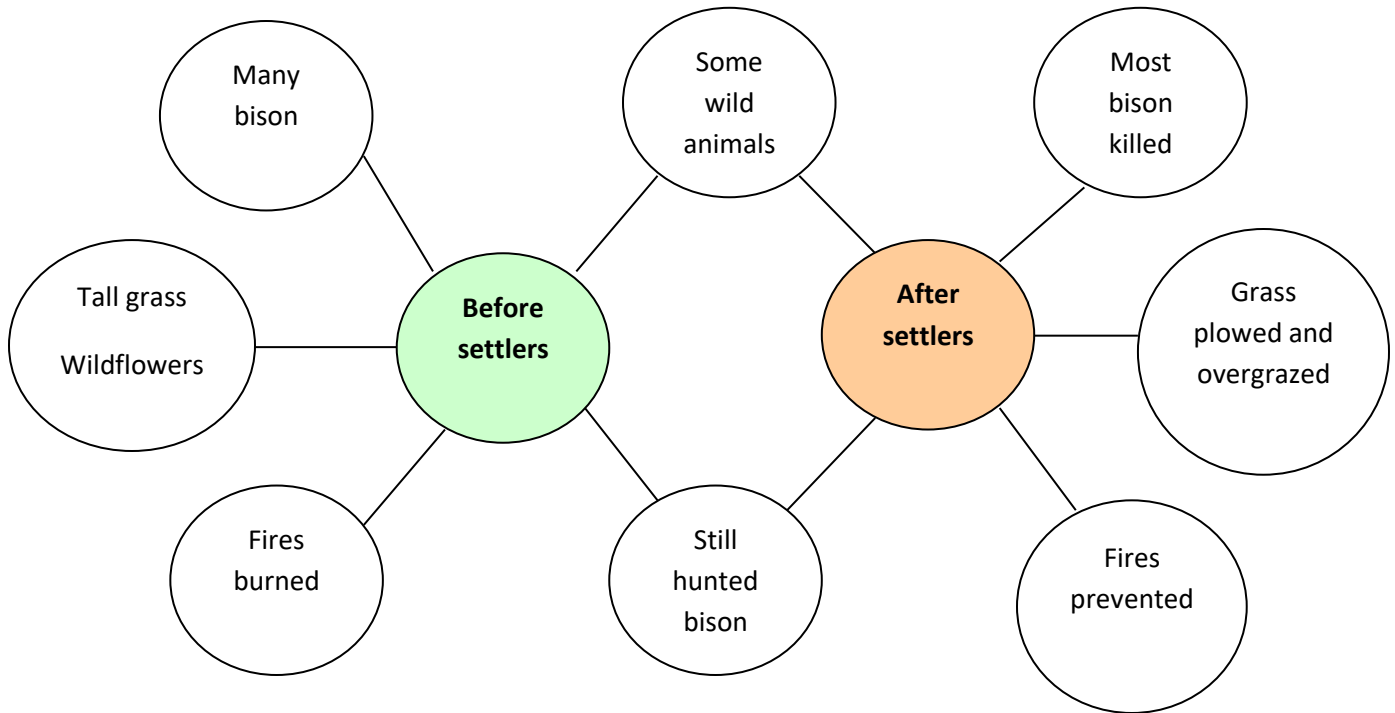 Many
bison
Some
wild
animals
Most
bison
killed
Tall grass
Wildflowers
Before
settlers
After
settlers
Grass
plowed and
overgrazed
Fires
burned
Still
hunted
bison
Fires
prevented